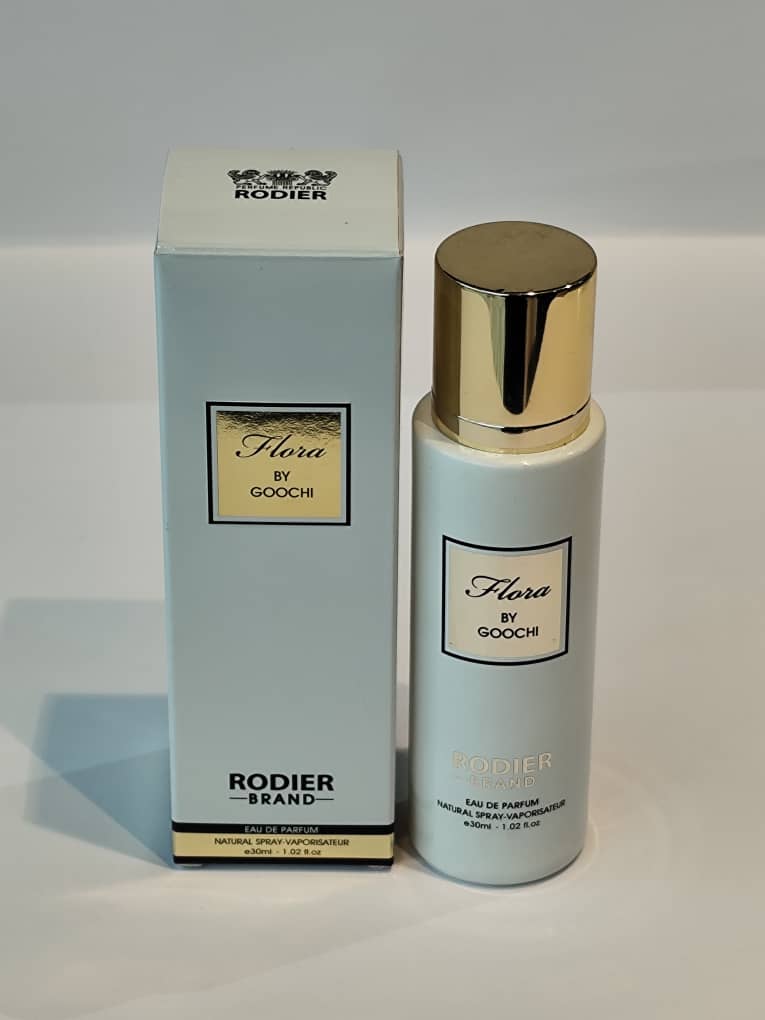 PERFUME REPUBLIC
RODIER
Flora
BY
GOOCHI
RODIER
BRAND
EAU DE PARFUM
NATURAL SPRAY-VAPORISATEUR
e30ml - 1.02 fl.oz
Flora
BY
GOOCHI
RODIER
BRAND
EAU DE PARFUM
NATURAL SPRAY-VAPORISATEUR
e30ml - 1.02 fl.oz